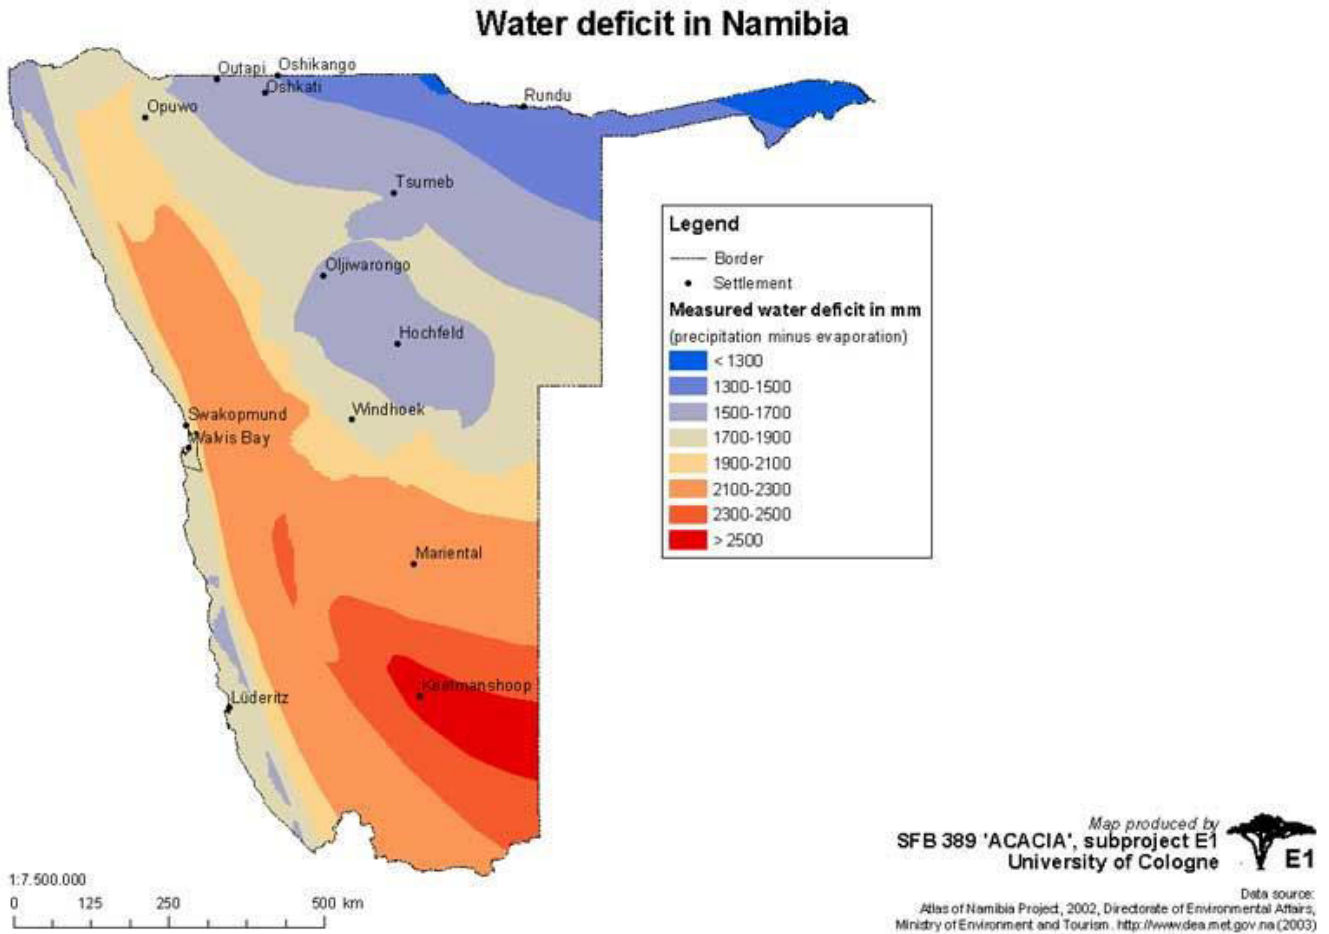 Water deficit in Namibia
Outapi
Oshikango
Oshkati
Rundu
Opuwo
Tsumeb
Oljiwarongo
Hochfeld
Windhoek
Swakopmund
Walvis Bay
Mariental
Keetmanshoop
Lüderitz
Legend
Border
Settlement
Measured water deficit in mm
(precipitation minus evaporation)
< 1300
1300-1500
1500-1700
1700-1900
1900-2100
2100-2300
2300-2500
> 2500
1:7.500.000
0 125 250 500 km
Map produced by
SFB 389 'ACACIA', subproject E1
University of Cologne
E1
Data source:
Atlas of Namibia Project, 2002, Directorate of Environmental Affairs,
Ministry of Environment and Tourism. http://www.dea.met.gov.na (2003)